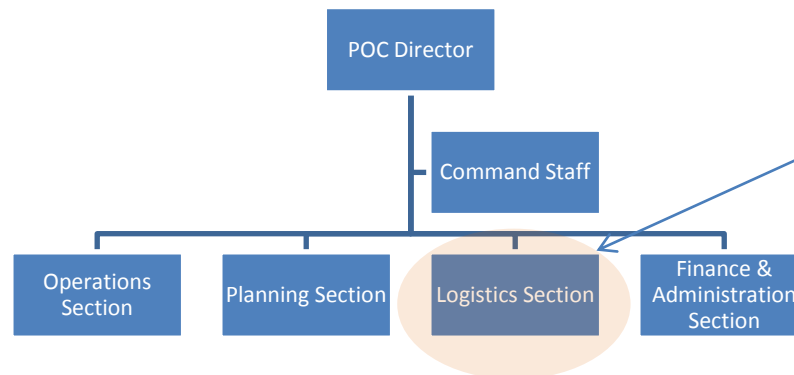 POC Director
Command Staff
Operations
Section
Planning Section
Logistics Section
Finance &
Administration
Section